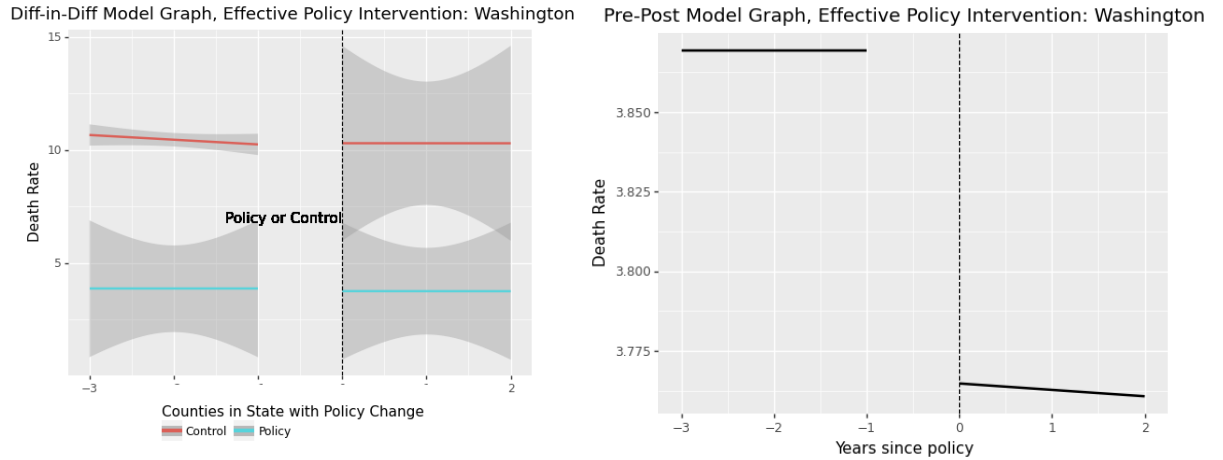 Diff-in-Diff Model Graph, Effective Policy Intervention: Washington
15
10
5
Death Rate
Policy or Control
−3
2
Counties in State with Policy Change
Control
Policy
Pre-Post Model Graph, Effective Policy Intervention: Washington
3.850
3.825
3.800
3.775
Death Rate
−3 −2 −1 0 1 2
Years since policy